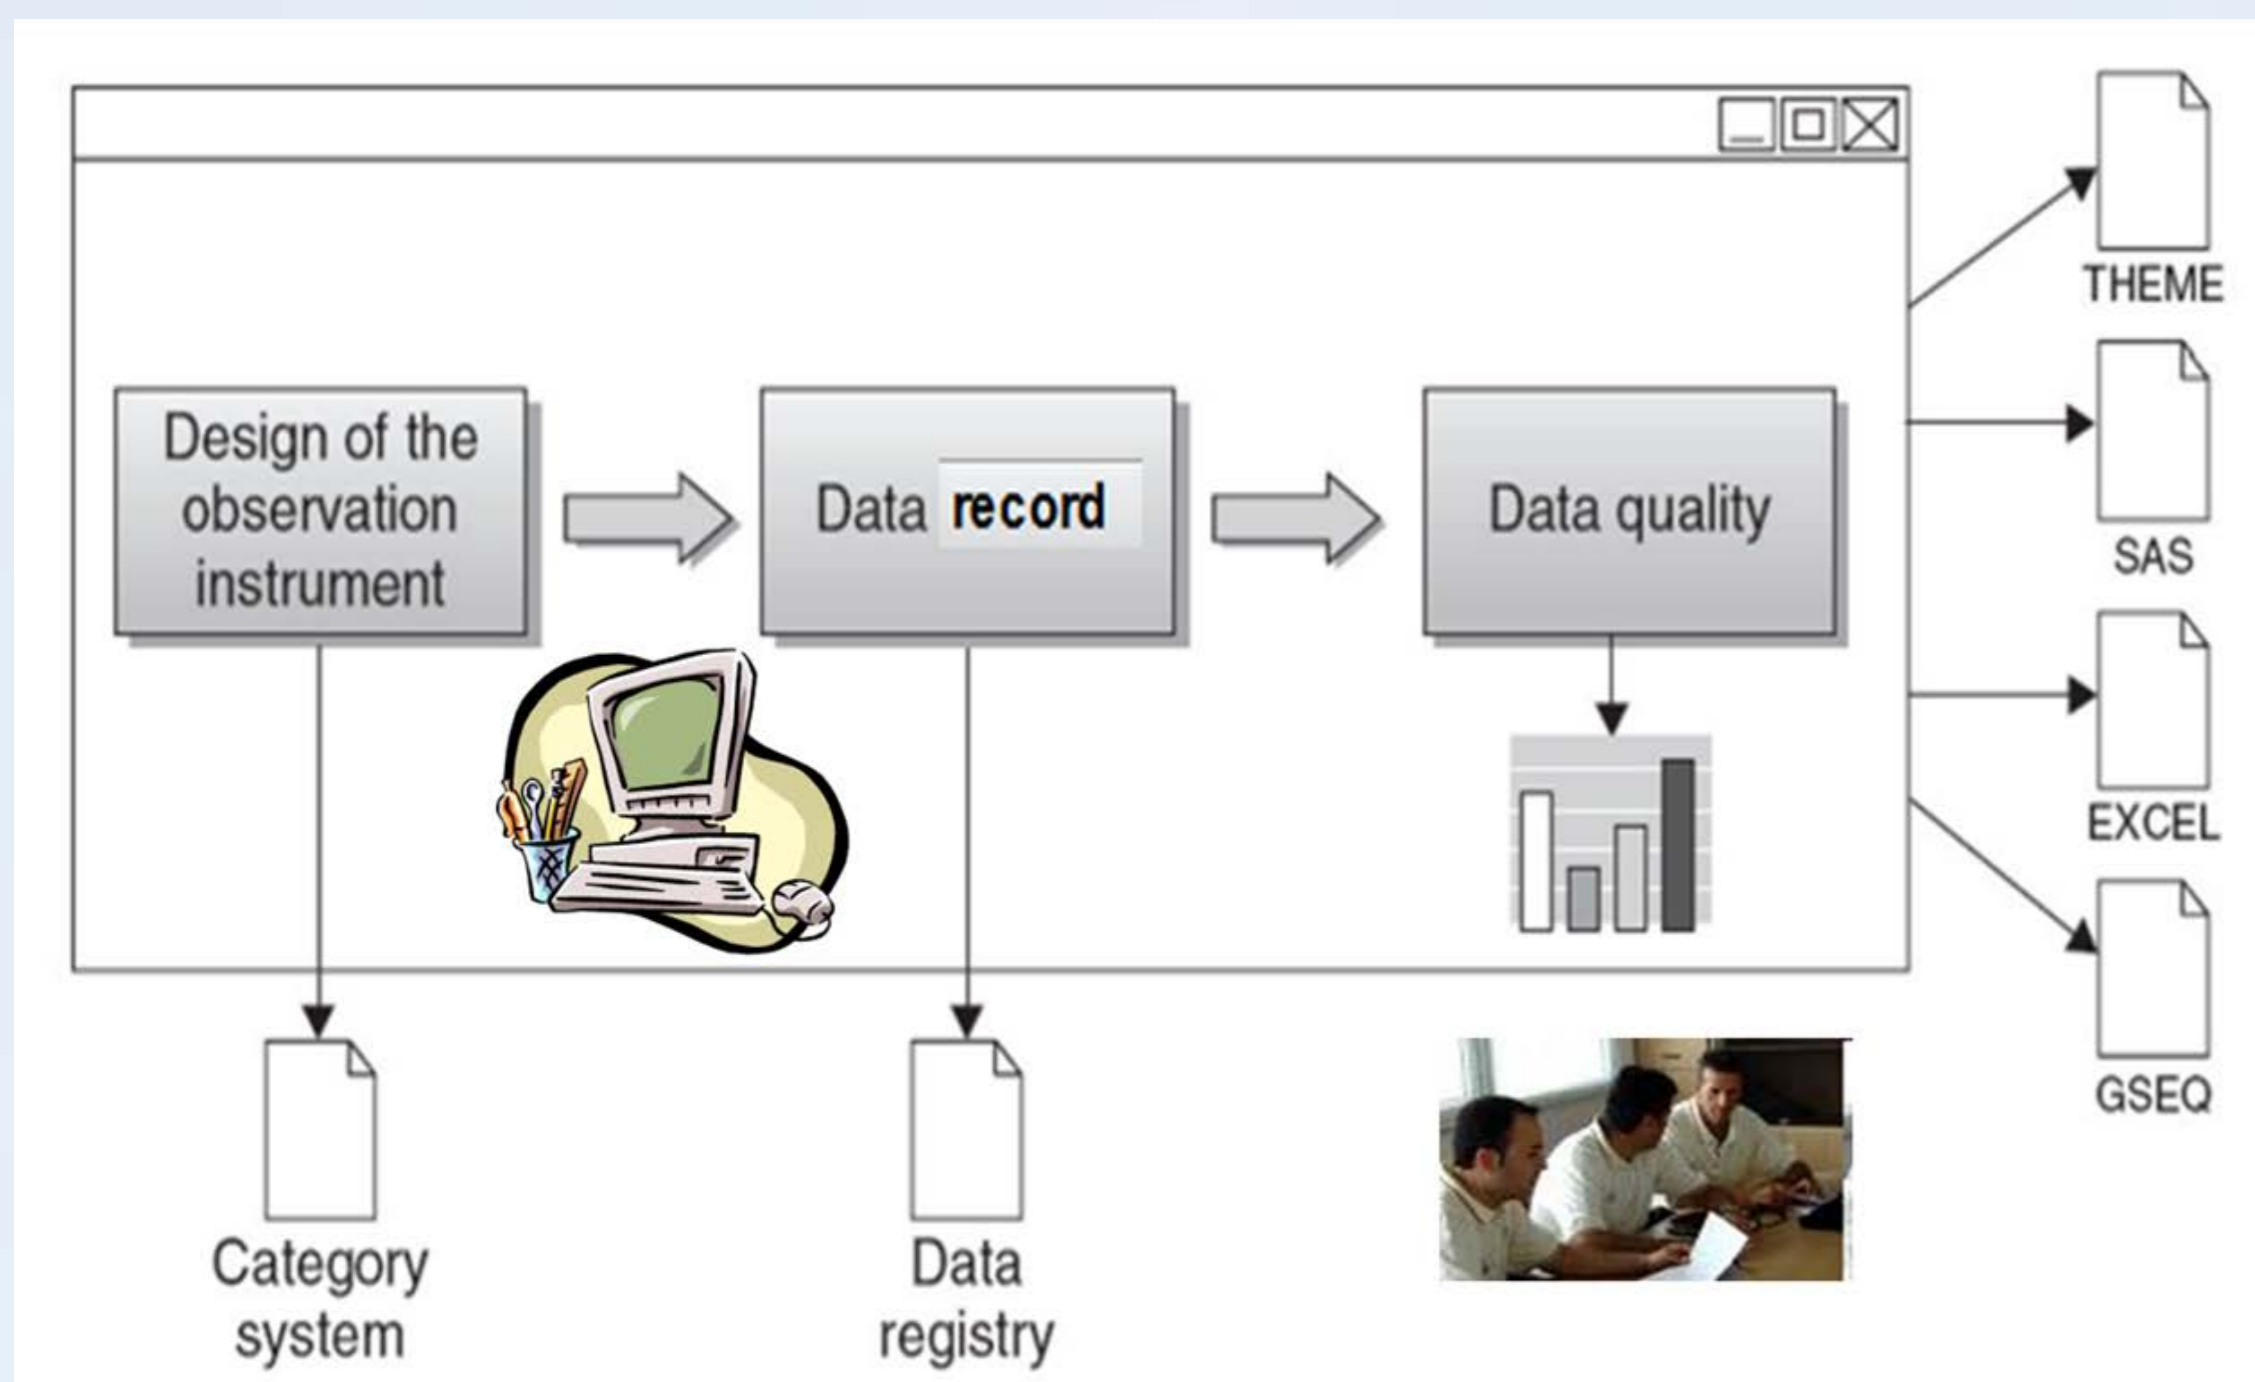 THEME
Design of the
observation
instrument
Data record
Data quality
SAS
EXCEL
GSEQ
Category
system
Data
registry